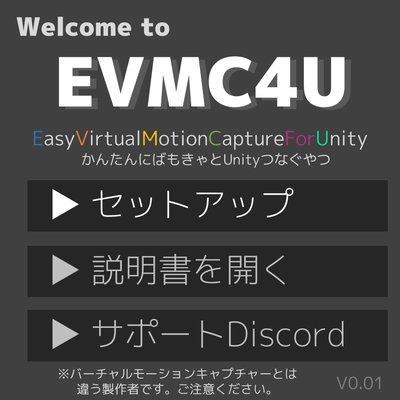 Welcome to
EVMC4U
EasyVirtualMotionCaptureForUnity
かんたんにばもきゃとUnityつなぐやつ
▶ セットアップ
▶ 説明書を開く
▶ サポートDiscord
※バーチャルモーションキャプチャーとは
違う製作者です。ご注意ください。
V0.01